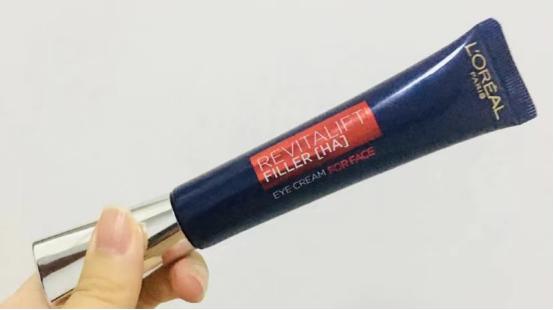 L'ORÉAL
PARIS
REVITALIFT
FILLER [HA]
EYE CREAM FOR FACE